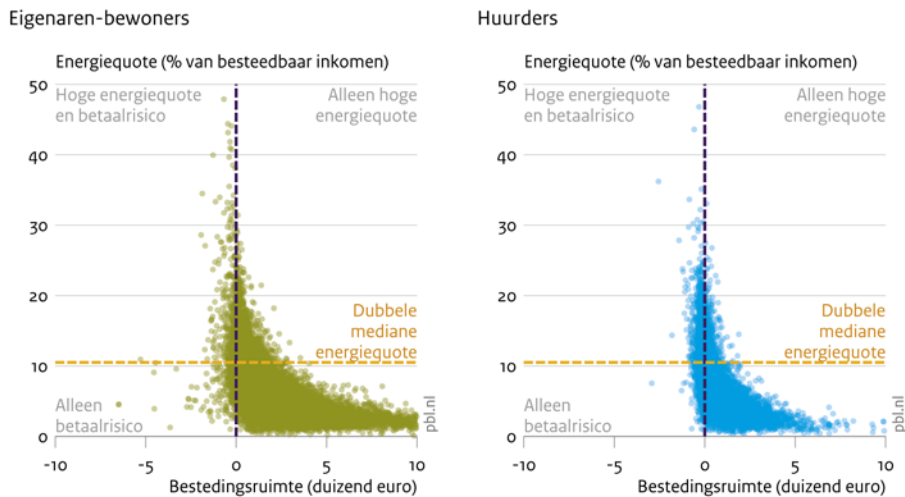 Eigenaren-bewoners
Energiequote (% van besteedbaar inkomen)
50
Hoge energiequote
en betaalrisico
Alleen hoge
energiequote
40
30
20
Dubbele
mediane
energiequote
10
Alleen
betaalrisico
0
pbl.nl
-10 -5 0 5 10
Bestedingsruimte (duizend euro)
Huurders
Energiequote (% van besteedbaar inkomen)
50
Hoge energiequote
en betaalrisico
Alleen hoge
energiequote
40
30
20
Dubbele
mediane
energiequote
10
Alleen
betaalrisico
0
pbl.nl
-10 -5 0 5 10
Bestedingsruimte (duizend euro)